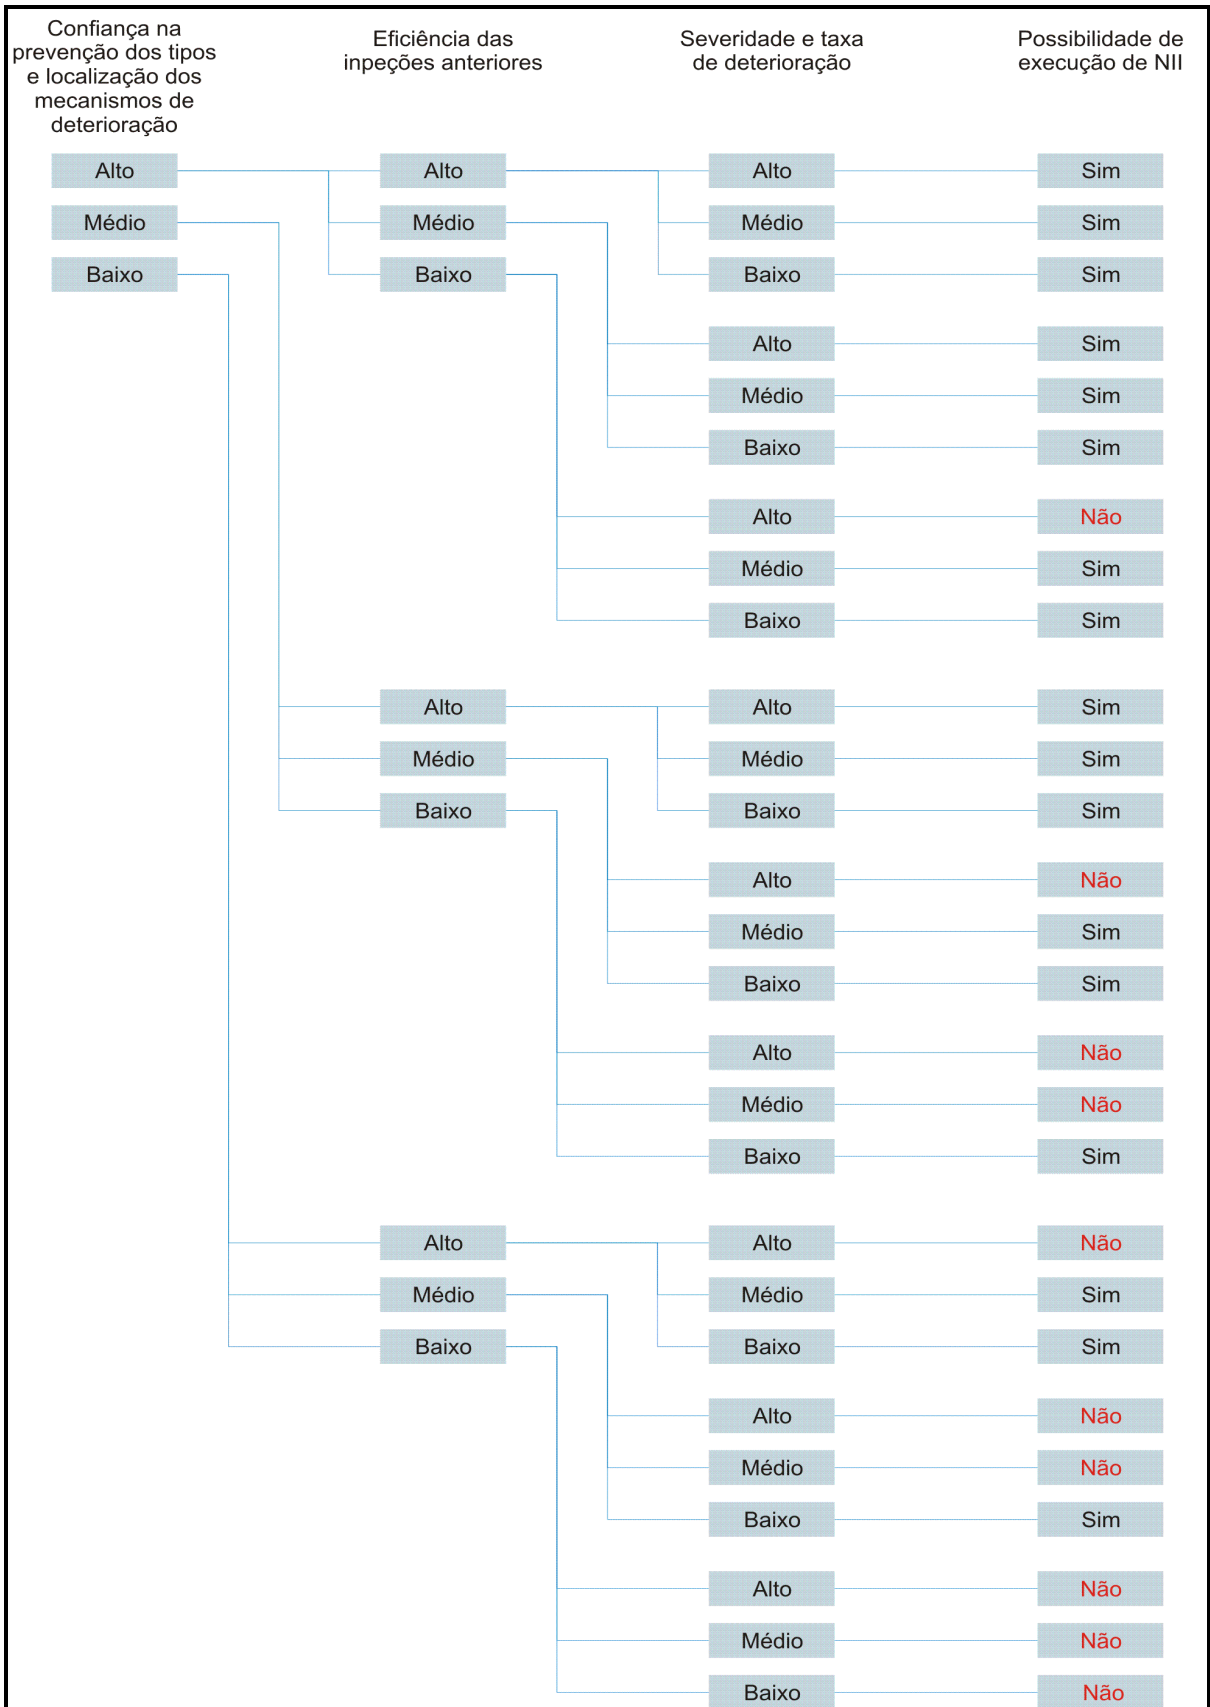 Confiança na
prevenção dos tipos
e localização dos
mecanismos de
deterioração
Eficiência das
inpeções anteriores
Severidade e taxa
de deterioração
Possibilidade de
execução de NII
Alto Alto Alto Sim
Médio Médio Médio Sim
Baixo Baixo Baixo Sim
Alto Sim
Médio Sim
Baixo Sim
Alto Não
Médio Sim
Baixo Sim
Alto Alto Sim
Médio Médio Sim
Baixo Baixo Sim
Alto Não
Médio Sim
Baixo Sim
Alto Não
Médio Não
Baixo Sim
Alto Alto Não
Médio Médio Sim
Baixo Baixo Sim
Alto Não
Médio Não
Baixo Sim
Alto Não
Médio Não
Baixo Não